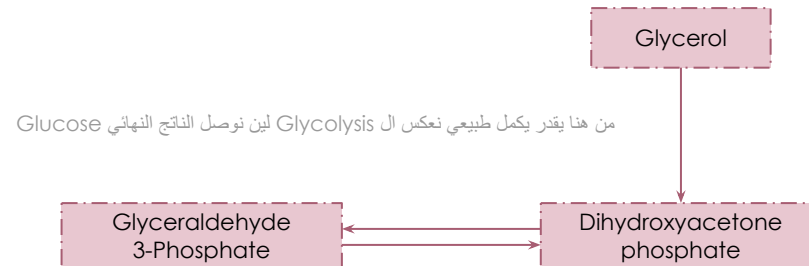 Glycerol
من هنا يقدر يكمل طبيعي نعكس ال Glycolysis لين نوصل الناتج النهائي Glucose
Glyceraldehyde
3-Phosphate
Dihydroxyacetone
phosphate